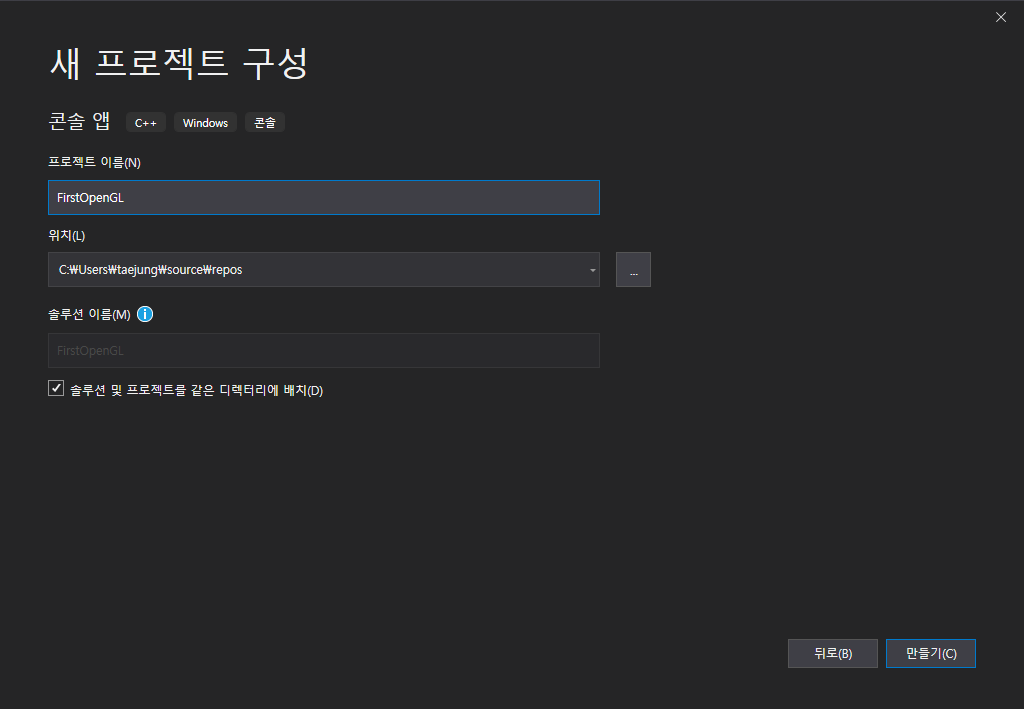 새 프로젝트 구성
콘솔 앱 C++ Windows 콘솔
프로젝트 이름(N)
FirstOpenGL
위치(L)
C:₩Users₩taejung₩source₩repos
...
솔루션 이름(M)
FirstOpenGL
솔루션 및 프로젝트를 같은 디렉터리에 배치(D)
뒤로(B) 만들기(C)